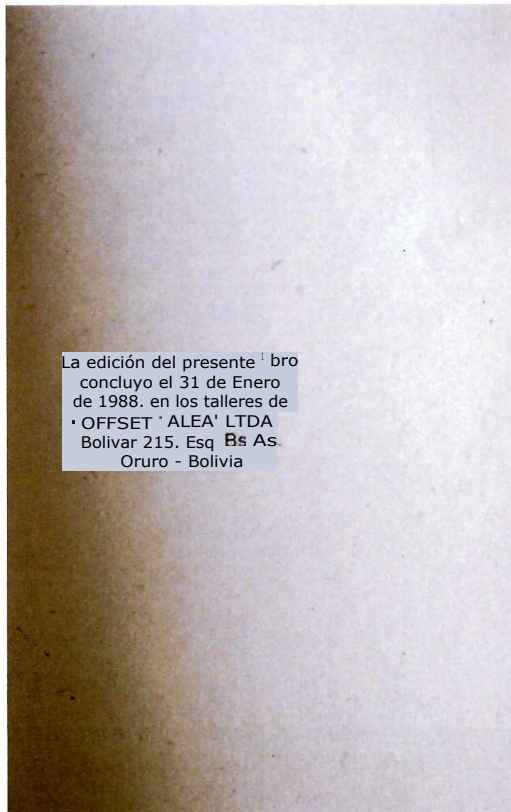 La edición del presente bro
concluyo el 31 de Enero
de 1988. en los talleres de
OFFSET ' ALEA' LTDA.
Bolivar 215. Esq Bs As.
Oruro - Bolivia